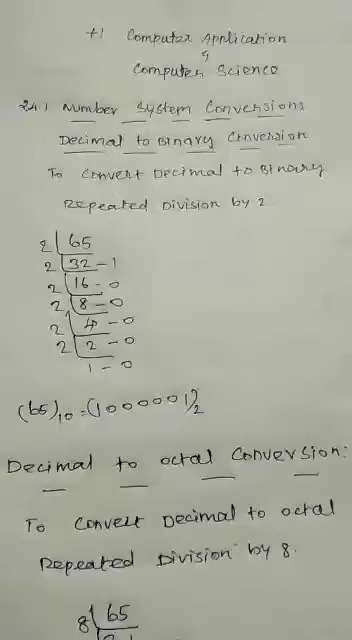 +1 Computer Application
&
Computer Science
2.1) Number System Conversions
Decimal to Binary Conversion
To Convert Decimal to Binary
Repeated Division by 2
2 | 65
2 | 32 - 1
2 | 16 - 0
2 | 8 - 0
2 | 4 - 0
2 | 2 - 0
1 - 0
(65)10 = (1000001)2
Decimal to octal Conversion:
To Convert Decimal to octal
Repeated Division by 8.
8 | 65